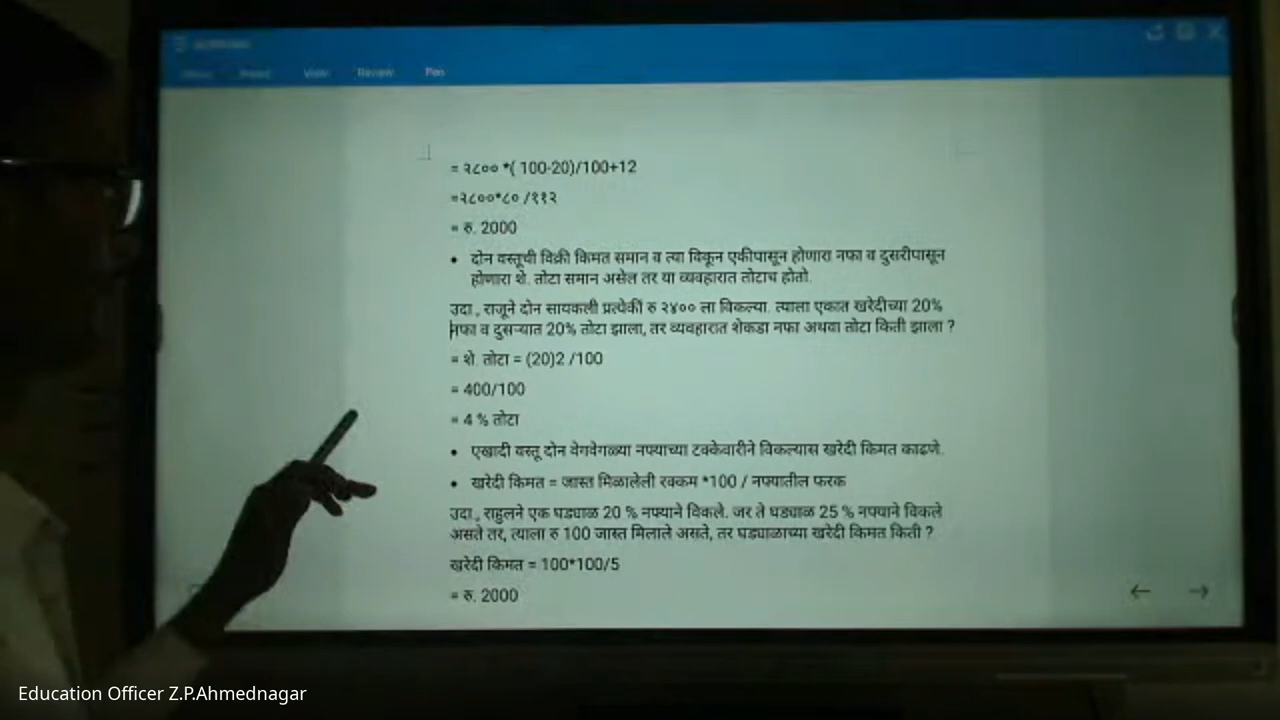 View Review Pen
= २८०० *( 100-20)/100+12
=२८००*८० /११२
= रु. 2000
• दोन वस्तूची विक्री किमत समान व त्या विकून एकीपासून होणारा नफा व दुसरीपासून
होणारा शे. तोटा समान असेल तर या व्यवहारात तोटाच होतो.
उदा., राजूने दोन सायकली प्रत्येकी रु २४०० ला विकल्या. त्याला एकात खरेदीच्या 20%
नफा व दुसऱ्यात 20% तोटा झाला, तर व्यवहारात शेकडा नफा अथवा तोटा किती झाला ?
= शे. तोटा = (20)2 /100
= 400/100
= 4 % तोटा
• एखादी वस्तू दोन वेगवेगळ्या नफ्याच्या टक्केवारीने विकल्यास खरेदी किमत काढणे.
• खरेदी किमत = जास्त मिळालेली रक्कम *100 / नफ्यातील फरक
उदा., राहुलने एक घड्याळ 20 % नफ्याने विकले. जर ते घड्याळ 25 % नफ्याने विकले
असते तर, त्याला रु 100 जास्त मिलाले असते, तर घड्याळाच्या खरेदी किमत किती ?
खरेदी किमत = 100*100/5
= रु. 2000
Education Officer Z.P.Ahmednagar